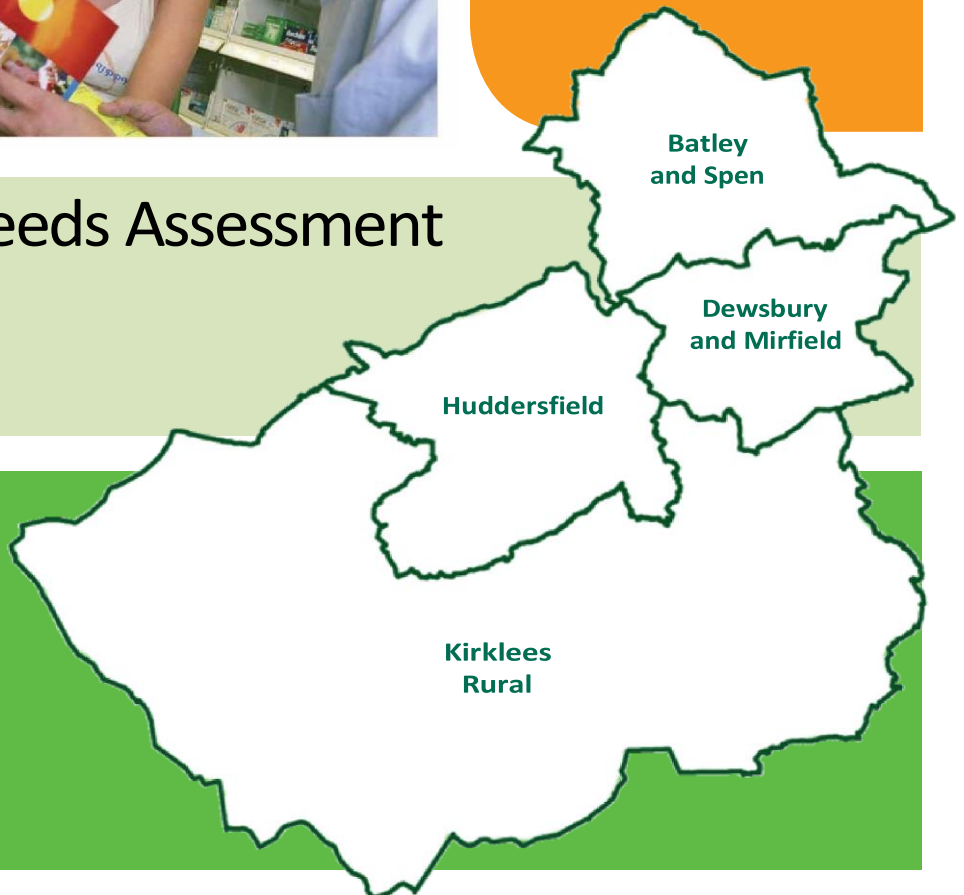 Batley
and Spen
eeds Assessment
Dewsbury
and Mirfield
Huddersfield
Kirklees
Rural